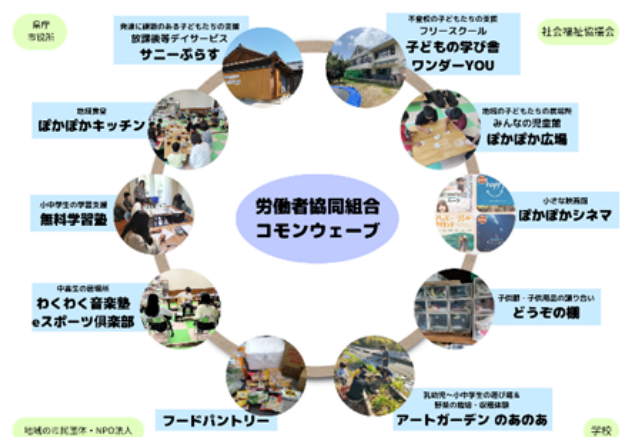 県庁
市役所
発達に課題のある子どもたちの支援
放課後等デイサービス
サニーぷらす
不登校の子どもたちの支援
フリースクール
子どもの学び舎
ワンダーYOU
社会福祉協議会
地域食堂
ぽかぽかキッチン
地域の子どもたちの居場所
みんなの児童館
ぽかぽか広場
小中学生の学習支援
無料学習塾
労働者協同組合
コモンウェーブ
小さな映画館
ぽかぽかシネマ
中高生の居場所
わくわく音楽塾
eスポーツ倶楽部
子供服・子供用品の譲り合い
どうぞの棚
フードパントリー
乳幼児～小中学生の遊び場&
野菜の栽培・収穫体験
アートガーデン のあのあ
地域の市民団体・NPO法人
学校